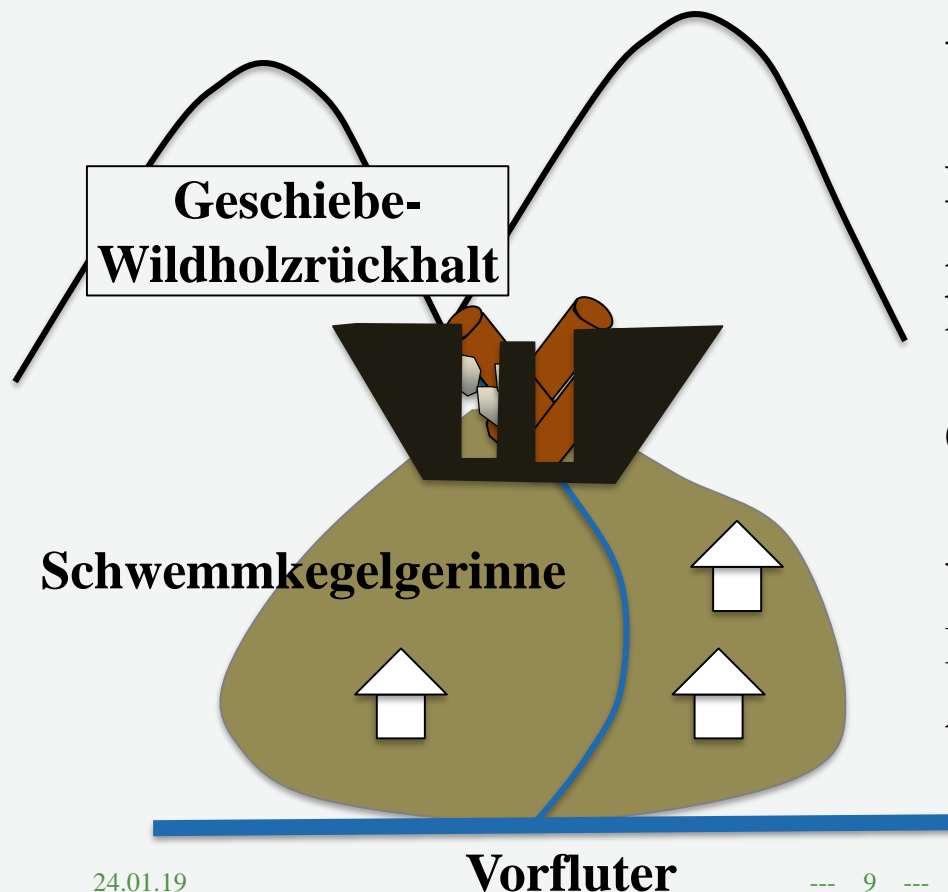 Geschiebe-
Wildholzrückhalt
Schwemmkegelgerinne
Vorfluter
24.01.19
--- 9 ---